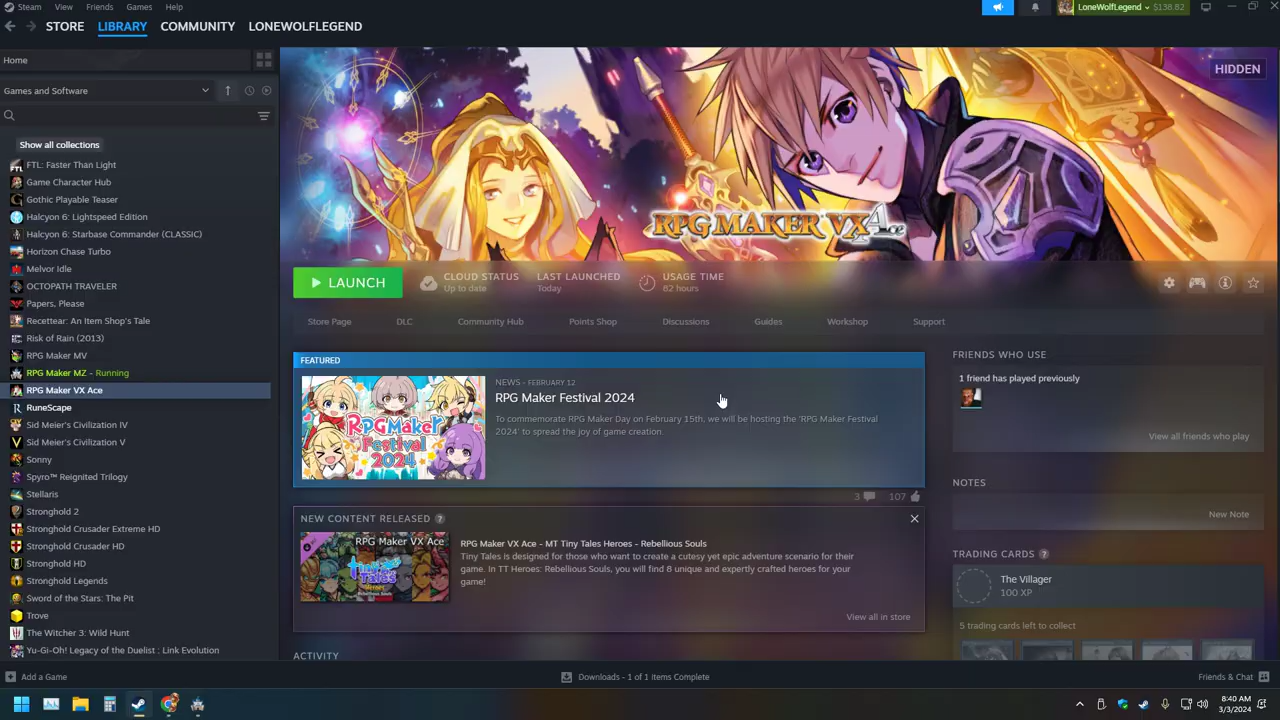 Steam View Friends Games Help
LoneWolfLegend $138.82
STORE LIBRARY COMMUNITY LONEWOLFLEGEND
Home
HIDDEN
Games and Software
Show all collections
FTL: Faster Than Light
Game Character Hub
Gothic Playable Teaser
Halcyon 6: Lightspeed Edition
Halcyon 6: Starbase Commander (CLASSIC)
Horizon Chase Turbo
Melvor Idle
OCTOPATH TRAVELER
Papers, Please
Recettear: An Item Shop's Tale
Risk of Rain (2013)
RPG Maker MV
RPG Maker MZ - Running
RPG Maker VX Ace
RuneScape
Sid Meier's Civilization IV
Sid Meier's Civilization V
Sonny
Spyro™ Reignited Trilogy
Stellaris
Stronghold 2
Stronghold Crusader Extreme HD
Stronghold Crusader HD
Stronghold HD
Stronghold Legends
Sword of the Stars: The Pit
Trove
The Witcher 3: Wild Hunt
Yu-Gi-Oh! Legacy of the Duelist : Link Evolution
RPG MAKER VX Ace
LAUNCH
CLOUD STATUS
Up to date
LAST LAUNCHED
Today
USAGE TIME
82 hours
Store Page DLC Community Hub Points Shop Discussions Guides Workshop Support
FEATURED
RPGMaker
Festival
2024
NEWS - FEBRUARY 12
RPG Maker Festival 2024
To commemorate RPG Maker Day on February 15th, we will be hosting the 'RPG Maker Festival
2024' to spread the joy of game creation.
3 107
NEW CONTENT RELEASED ?
RPG Maker VX Ace
Tiny Tales
RPG Maker VX Ace - MT Tiny Tales Heroes - Rebellious Souls
Tiny Tales is designed for those who want to create a cutesy yet epic adventure scenario for their
game. In TT Heroes: Rebellious Souls, you will find 8 unique and expertly crafted heroes for your
game!
View all in store
ACTIVITY
FRIENDS WHO USE
1 friend has played previously
View all friends who play
NOTES
New Note
TRADING CARDS ?
The Villager
100 XP
5 trading cards left to collect
Add a Game
Downloads - 1 of 1 Items Complete
Friends & Chat
8:40 AM
3/3/2024